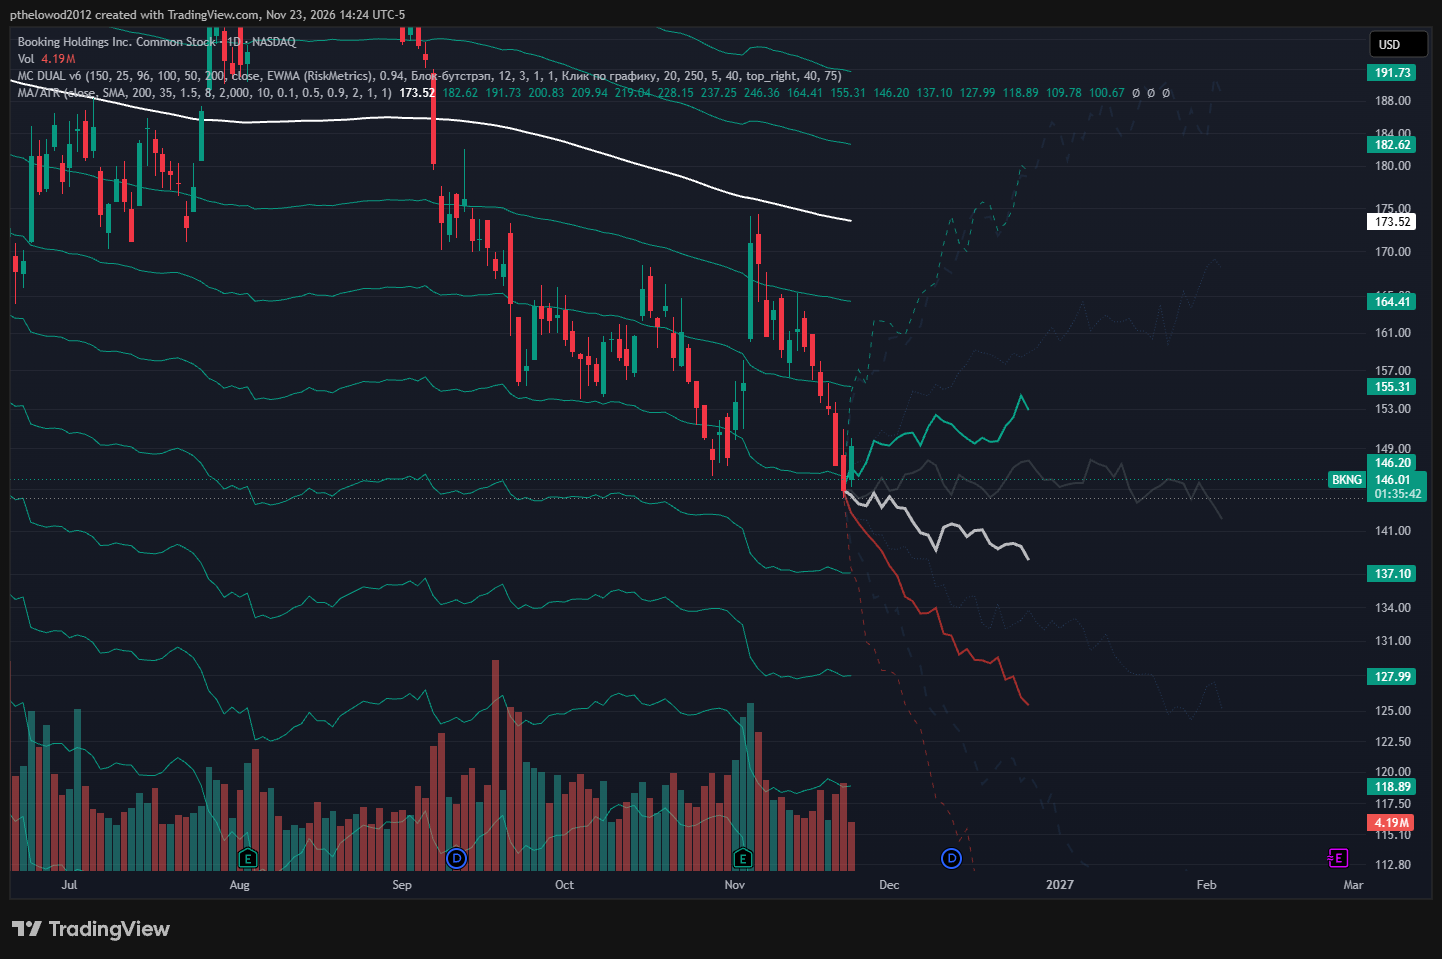 pthelowod2012 created with TradingView.com, Nov 23, 2026 14:24 UTC-5
Booking Holdings Inc. Common Stock · 1D · NASDAQ
Vol 4.19M
MC DUAL v6 (150, 25, 96, 100, 50, 200, close, EWMA (RiskMetrics), 0.94, Блок-бутстрэп, 12, 3, 1, 1, Клик по графику, 20, 250, 5, 40, top_right, 40, 75)
MA/ATR (close, SMA, 200, 35, 1.5, 8, 2,000, 10, 0.1, 0.5, 0.9, 2, 1, 1) 173.52 182.62 191.73 200.83 209.94 219.04 228.15 237.25 246.36 164.41 155.31 146.20 137.10 127.99 118.89 109.78 100.67 Ø Ø Ø
USD
191.73
188.00
184.00
182.62
180.00
175.00
173.52
170.00
164.41
161.00
157.00
155.31
153.00
149.00
146.20
BKNG 146.01
01:35:42
141.00
137.10
134.00
131.00
127.99
125.00
122.50
120.00
118.89
117.50
4.19M
115.10
112.80
E D E D E
Jul Aug Sep Oct Nov Dec 2027 Feb Mar
TradingView